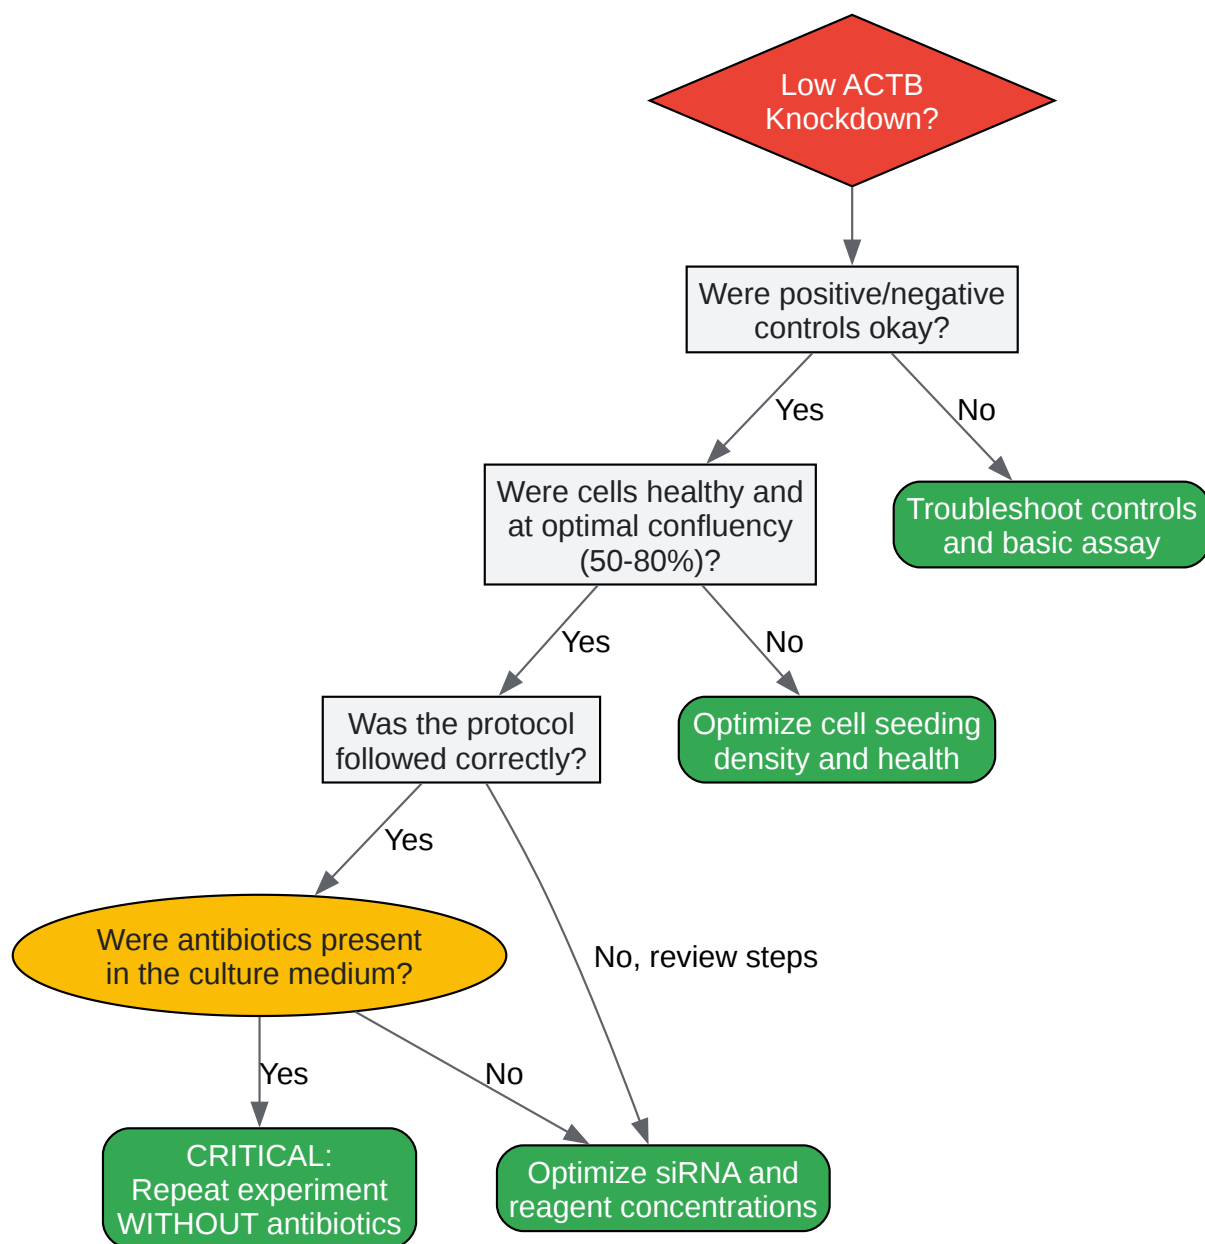 Low ACTB
Knockdown?
Were positive/negative
controls okay?
Yes
No
Were cells healthy and
at optimal confluency
(50-80%)?
Troubleshoot controls
and basic assay
Yes
No
Was the protocol
followed correctly?
Optimize cell seeding
density and health
Yes
No, review steps
Were antibiotics present
in the culture medium?
Yes
No
CRITICAL:
Repeat experiment
WITHOUT antibiotics
Optimize siRNA and
reagent concentrations